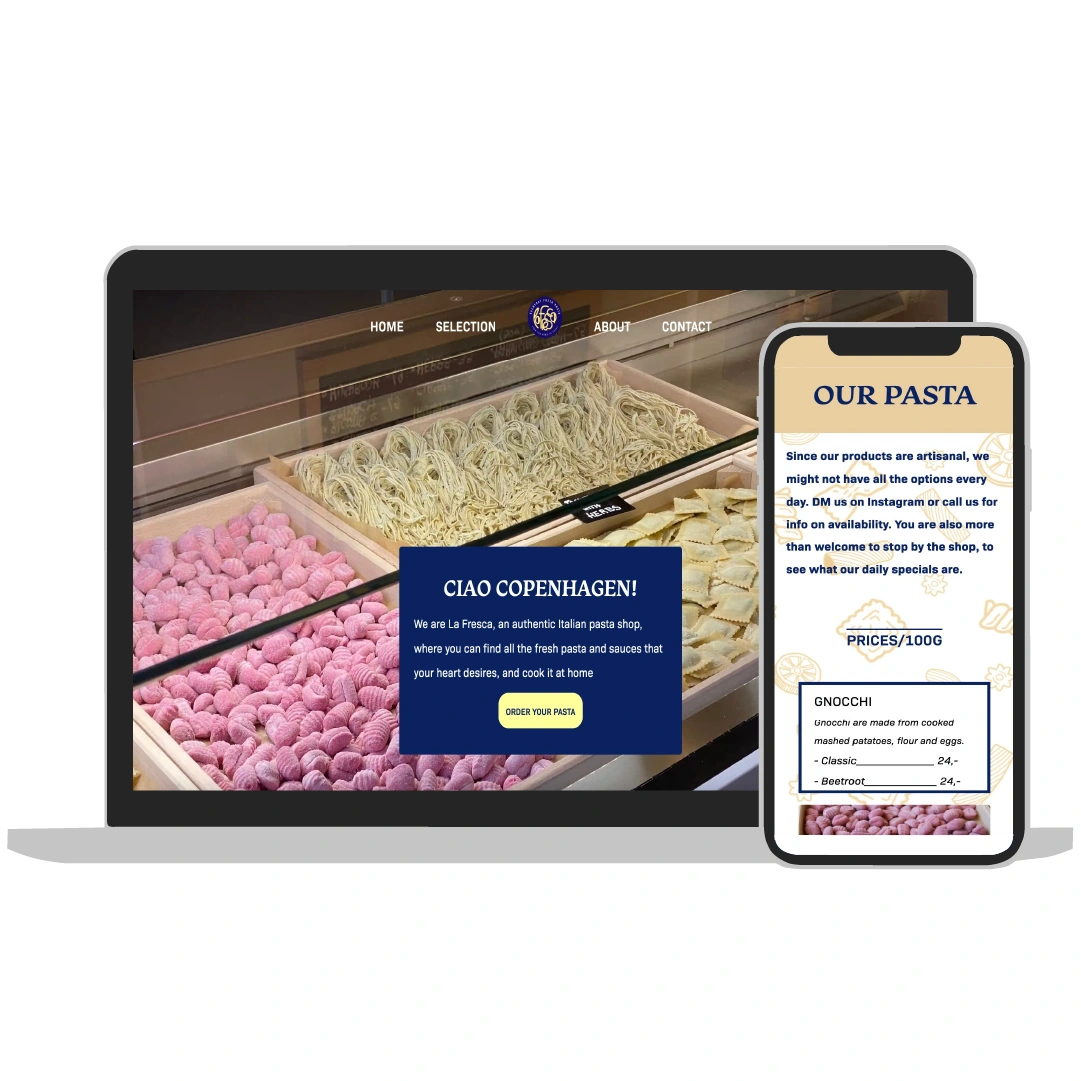 HOME SELECTION ABOUT CONTACT
HERBS
CIAO COPENHAGEN!
We are La Fresca, an authentic Italian pasta shop,
where you can find all the fresh pasta and sauces that
your heart desires, and cook it at home
ORDER YOUR PASTA
OUR PASTA
Since our products are artisanal, we
might not have all the options every
day. DM us on Instagram or call us for
info on availability. You are also more
than welcome to stop by the shop, to
see what our daily specials are.
PRICES/100G
GNOCCHI
Gnocchi are made from cooked
mashed patatoes, flour and eggs.
- Classic______________ 24,-
- Beetroot_____________ 24,-